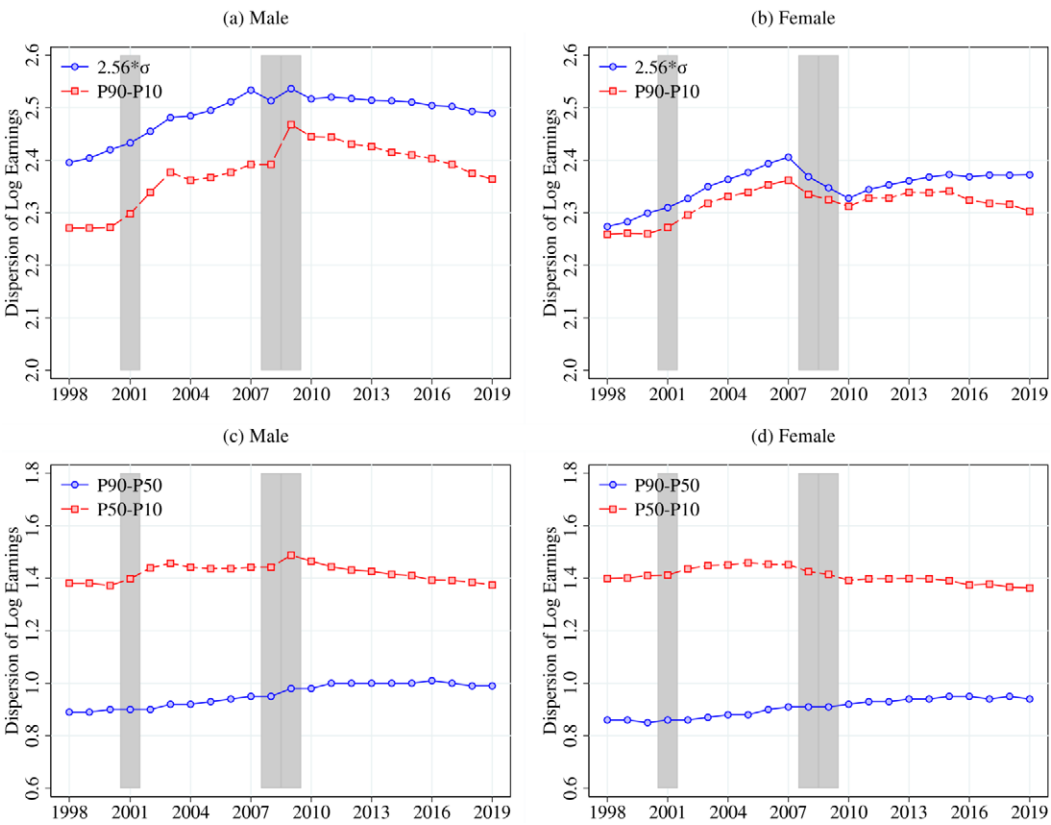 (a) Male
Dispersion of Log Earnings
2.6
2.5
2.4
2.3
2.2
2.1
2.0
2.56*σ
P90-P10
1998 2001 2004 2007 2010 2013 2016 2019
(b) Female
Dispersion of Log Earnings
2.6
2.5
2.4
2.3
2.2
2.1
2.0
2.56*σ
P90-P10
1998 2001 2004 2007 2010 2013 2016 2019
(c) Male
Dispersion of Log Earnings
1.8
1.6
1.4
1.2
1.0
0.8
0.6
P90-P50
P50-P10
1998 2001 2004 2007 2010 2013 2016 2019
(d) Female
Dispersion of Log Earnings
1.8
1.6
1.4
1.2
1.0
0.8
0.6
P90-P50
P50-P10
1998 2001 2004 2007 2010 2013 2016 2019